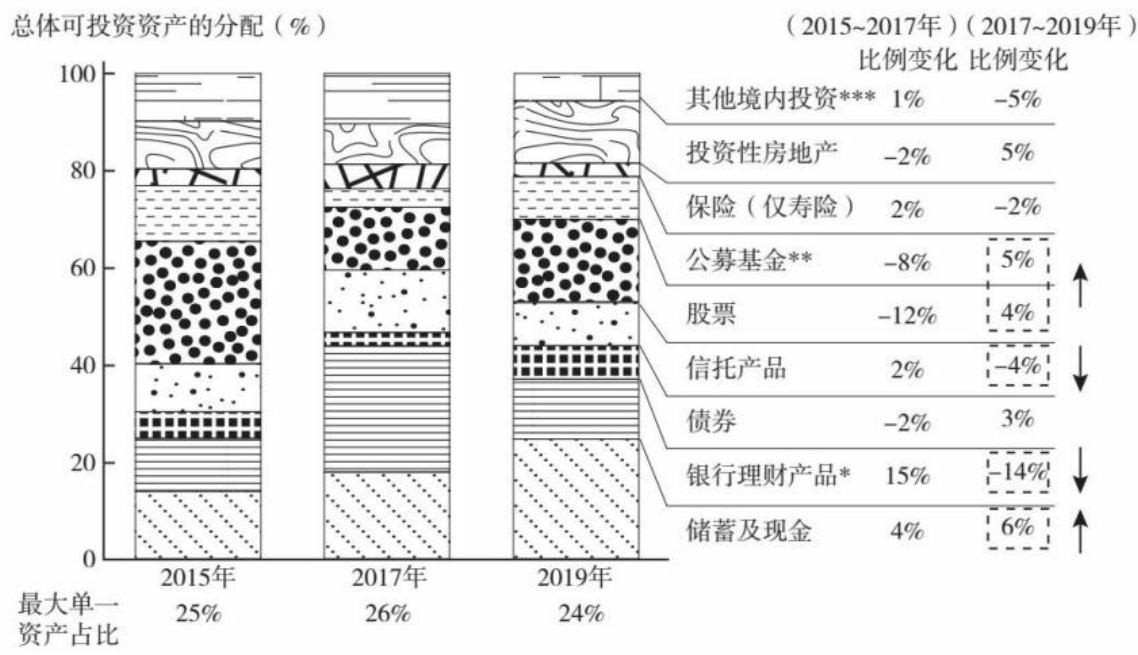 总体可投资资产的分配（%）
（2015~2017年）（2017~2019年）
比例变化 比例变化
100
80
60
40
20
0
其他境内投资*** 1% -5%
投资性房地产 -2% 5%
保险（仅寿险） 2% -2%
公募基金** -8% 5%
股票 -12% 4%
信托产品 2% -4%
债券 -2% 3%
银行理财产品* 15% -14%
储蓄及现金 4% 6%
2015年 2017年 2019年
最大单一
资产占比
25% 26% 24%